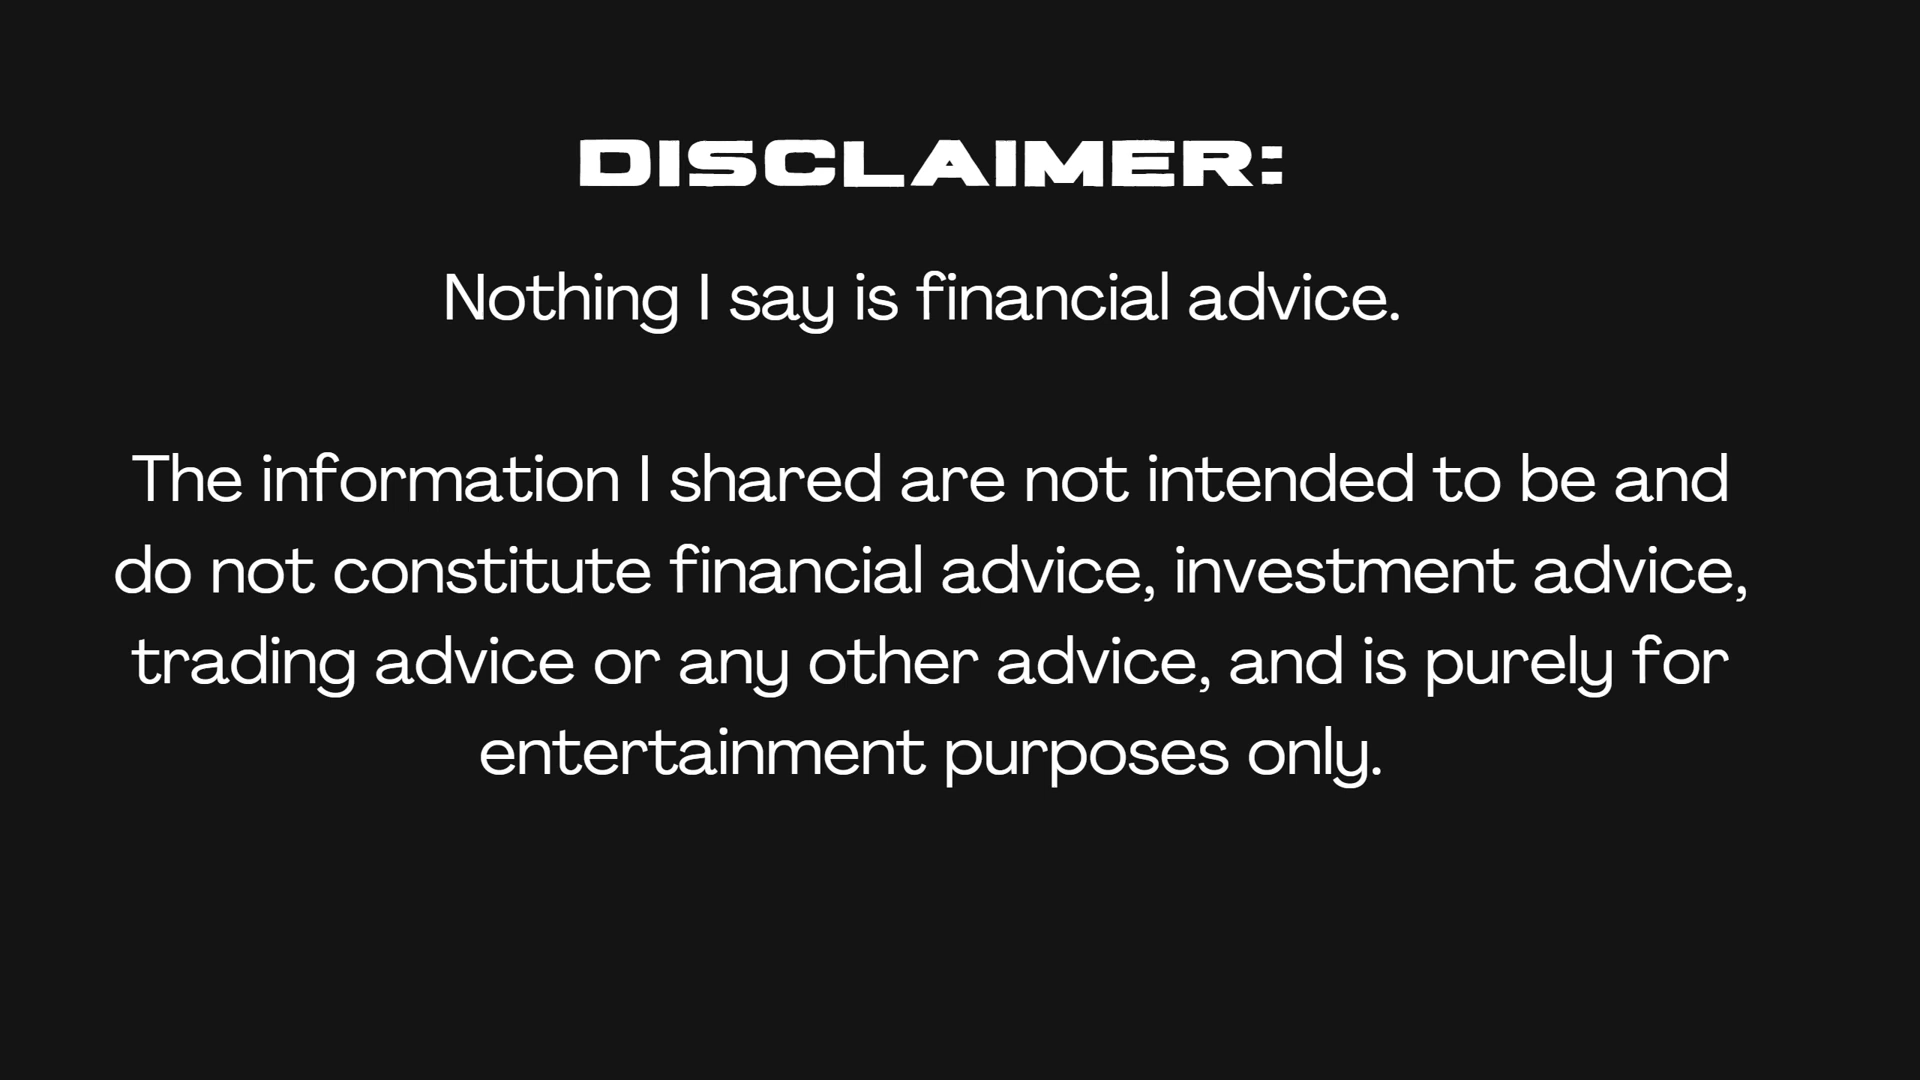 DISCLAIMER:
Nothing I say is financial advice.
The information I shared are not intended to be and
do not constitute financial advice, investment advice,
trading advice or any other advice, and is purely for
entertainment purposes only.